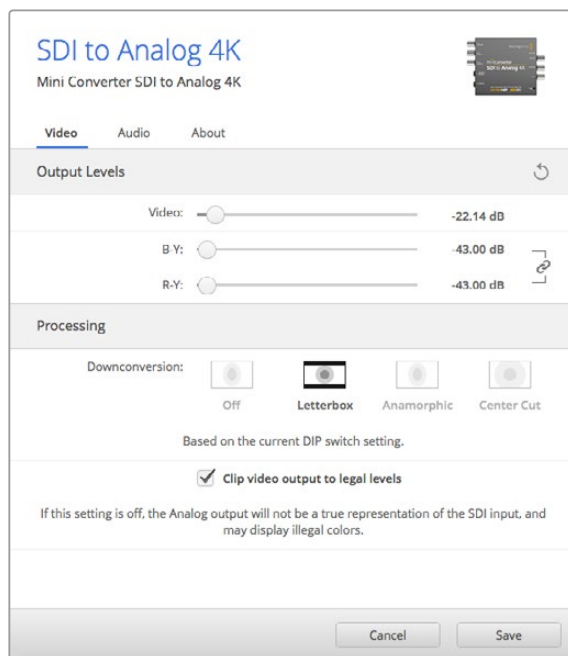 SDI to Analog 4K
Mini Converter SDI to Analog 4K
Video Audio About
Output Levels
Video: -22.14 dB
B-Y: -43.00 dB
R-Y: -43.00 dB
Processing
Downconversion:
Off Letterbox Anamorphic Center Cut
Based on the current DIP switch setting.
Clip video output to legal levels
If this setting is off, the Analog output will not be a true representation of the SDI input, and
may display illegal colors.
Cancel Save